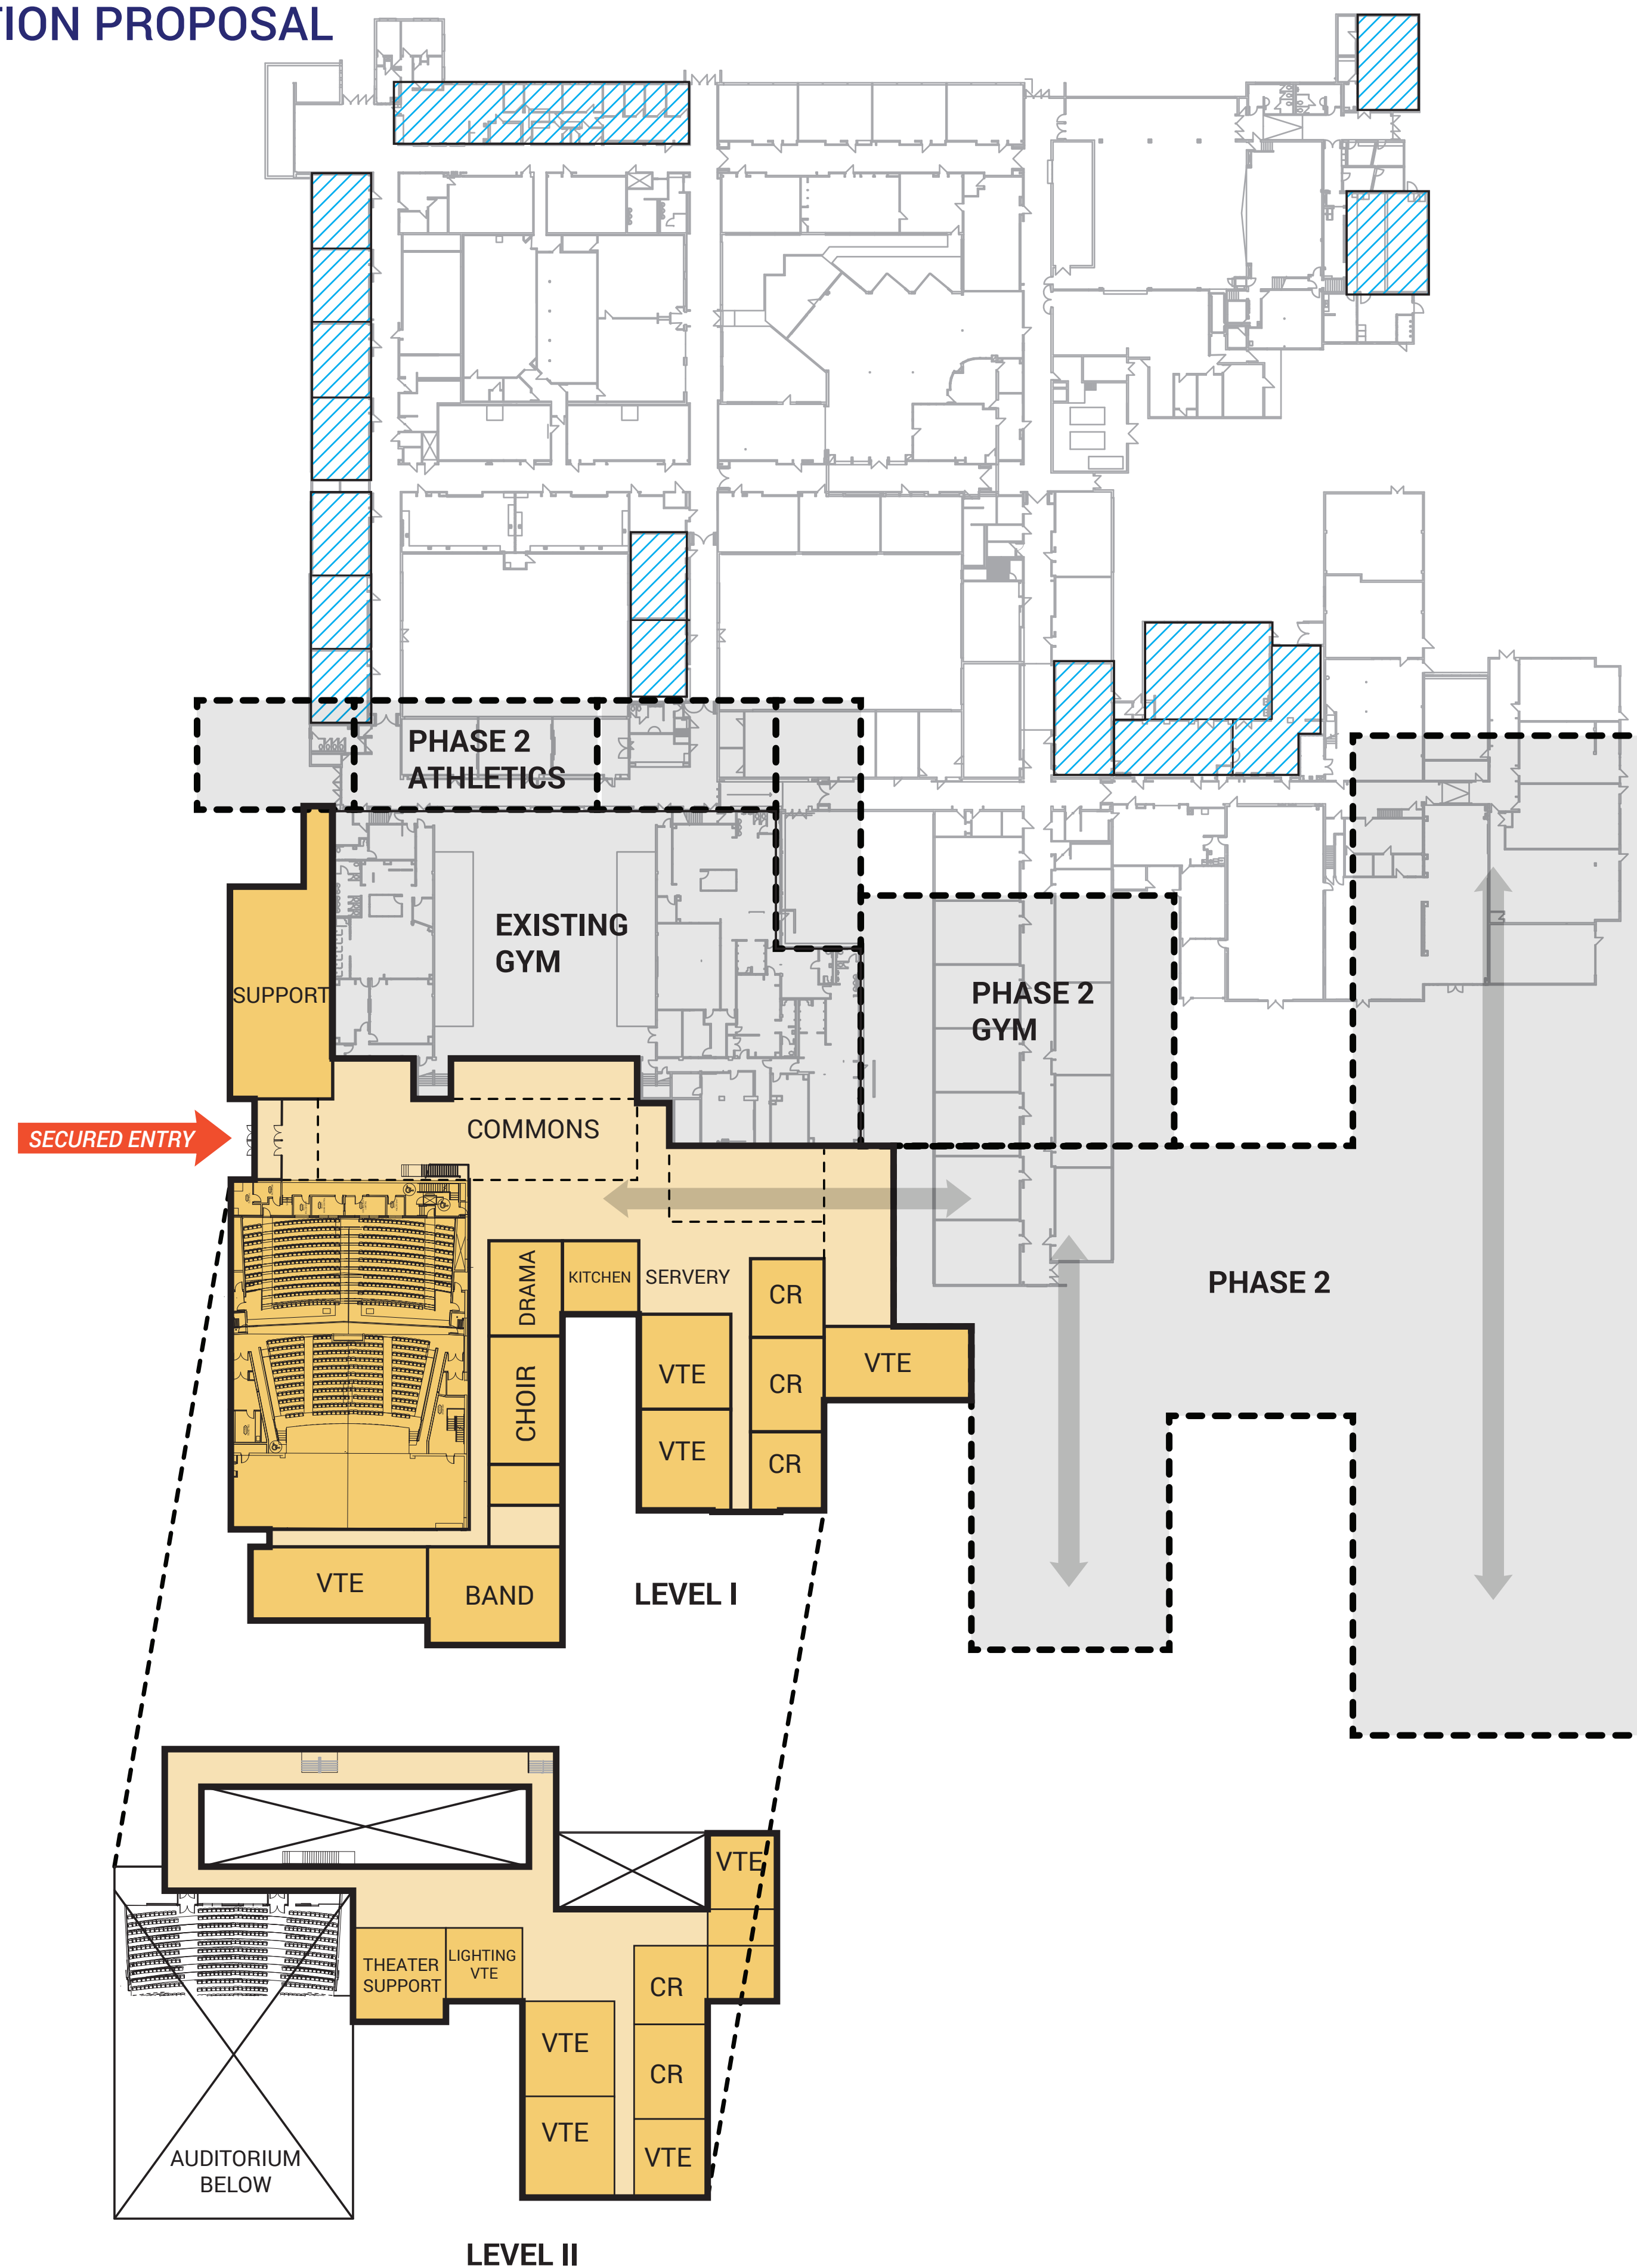 TION PROPOSAL
PHASE 2
ATHLETICS
EXISTING
GYM
SUPPORT
PHASE 2
GYM
SECURED ENTRY
COMMONS
DRAMA
KITCHEN
SERVERY
CR
PHASE 2
CHOIR
VTE
CR
VTE
VTE
CR
VTE
BAND
LEVEL I
VTE
THEATER
SUPPORT
LIGHTING
VTE
CR
VTE
CR
VTE
VTE
AUDITORIUM
BELOW
LEVEL II